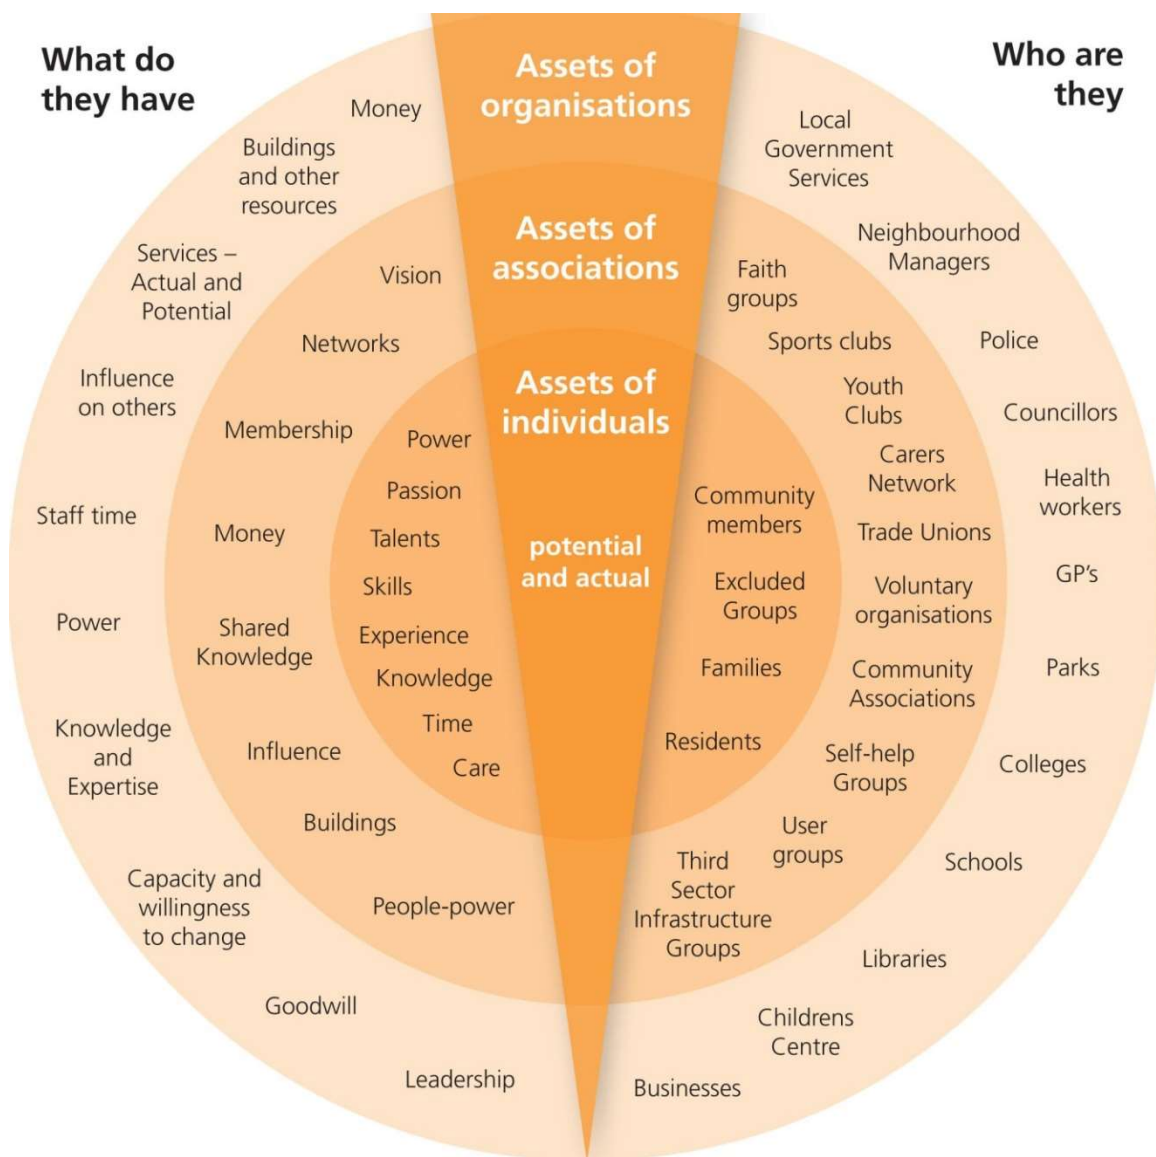 What do
they have
Who are
they
Assets of
organisations
Assets of
associations
Assets of
individuals
potential
and actual
Money
Buildings
and other
resources
Services –
Actual and
Potential
Influence
on others
Staff time
Power
Knowledge
and
Expertise
Capacity and
willingness
to change
Goodwill
Leadership
Vision
Networks
Membership
Money
Shared
Knowledge
Influence
Buildings
People-power
Power
Passion
Talents
Skills
Experience
Knowledge
Time
Care
Community
members
Excluded
Groups
Families
Residents
Faith
groups
Sports clubs
Youth
Clubs
Carers
Network
Trade Unions
Voluntary
organisations
Community
Associations
Self-help
Groups
User
groups
Third
Sector
Infrastructure
Groups
Local
Government
Services
Neighbourhood
Managers
Police
Councillors
Health
workers
GP’s
Parks
Colleges
Schools
Libraries
Childrens
Centre
Businesses